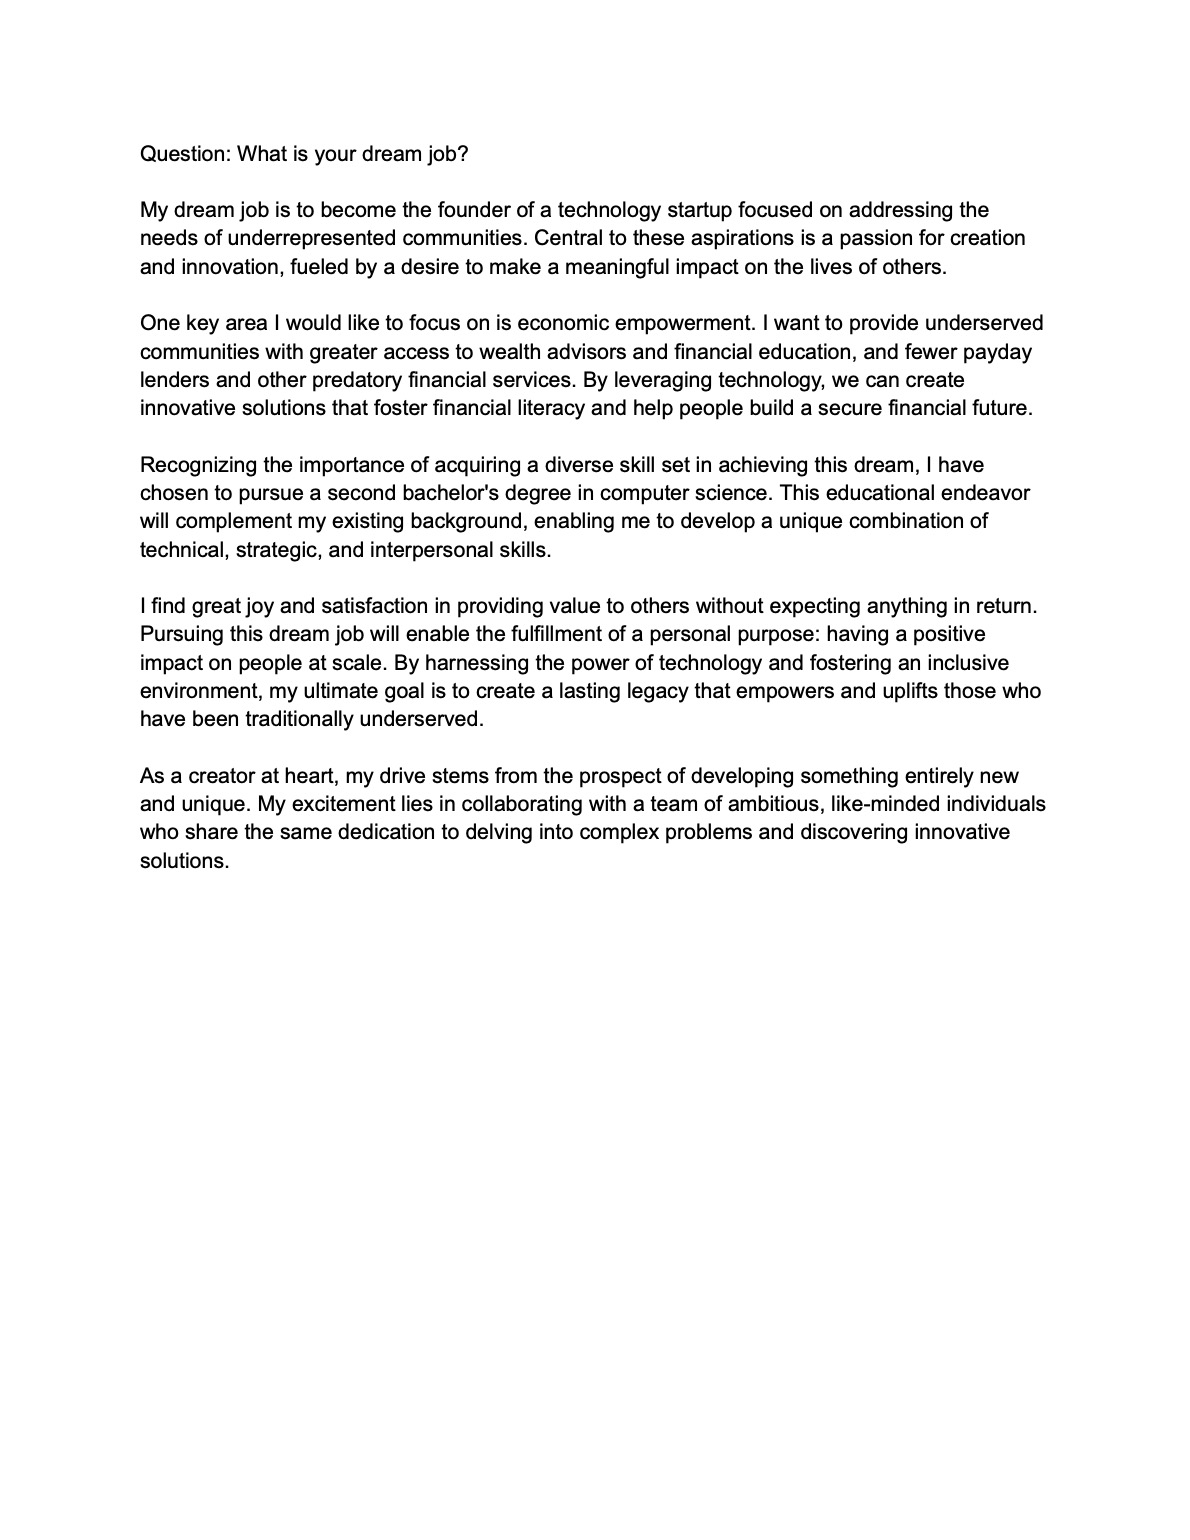 Question: What is your dream job?
My dream job is to become the founder of a technology startup focused on addressing the
needs of underrepresented communities. Central to these aspirations is a passion for creation
and innovation, fueled by a desire to make a meaningful impact on the lives of others.
One key area I would like to focus on is economic empowerment. I want to provide underserved
communities with greater access to wealth advisors and financial education, and fewer payday
lenders and other predatory financial services. By leveraging technology, we can create
innovative solutions that foster financial literacy and help people build a secure financial future.
Recognizing the importance of acquiring a diverse skill set in achieving this dream, I have
chosen to pursue a second bachelor's degree in computer science. This educational endeavor
will complement my existing background, enabling me to develop a unique combination of
technical, strategic, and interpersonal skills.
I find great joy and satisfaction in providing value to others without expecting anything in return.
Pursuing this dream job will enable the fulfillment of a personal purpose: having a positive
impact on people at scale. By harnessing the power of technology and fostering an inclusive
environment, my ultimate goal is to create a lasting legacy that empowers and uplifts those who
have been traditionally underserved.
As a creator at heart, my drive stems from the prospect of developing something entirely new
and unique. My excitement lies in collaborating with a team of ambitious, like-minded individuals
who share the same dedication to delving into complex problems and discovering innovative
solutions.